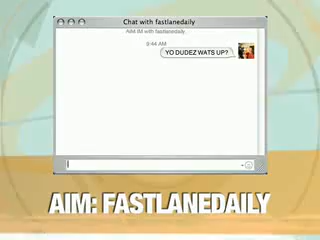 Chat with fastlanedaily
AIM IM with fastlanedaily
8:44 AM
YO DUDEZ WATS UP?
AIM: FASTLANEDAILY